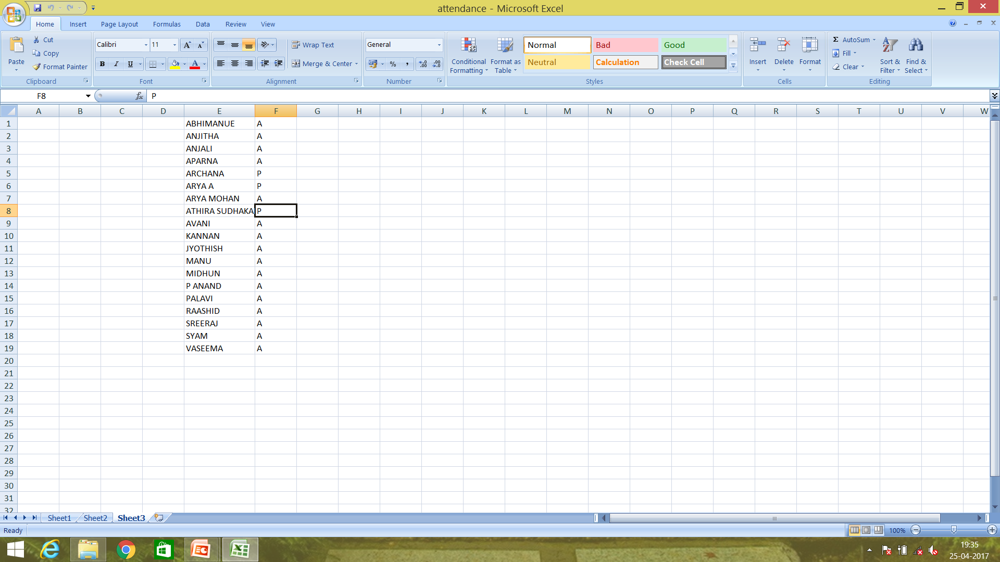 attendance - Microsoft Excel
Home Insert Page Layout Formulas Data Review View
Paste
Cut
Copy
Format Painter
Clipboard
Calibri 11
B I U A
Font
Wrap Text
Merge & Center
Alignment
General
% ,
Number
Conditional Formatting
Format as Table
Normal Bad Good
Neutral Calculation Check Cell
Styles
Insert Delete Format
Cells
Σ AutoSum
Fill
Clear
Sort & Filter
Find & Select
Editing
F8 fx P
A B C D E F G H I J K L M N O P Q R S T U V W
1 ABHIMANUE A
2 ANJITHA A
3 ANJALI A
4 APARNA A
5 ARCHANA P
6 ARYA A P
7 ARYA MOHAN A
8 ATHIRA SUDHAKA P
9 AVANI A
10 KANNAN A
11 JYOTHISH A
12 MANU A
13 MIDHUN A
14 P ANAND A
15 PALAVI A
16 RAASHID A
17 SREERAJ A
18 SYAM A
19 VASEEMA A
20
21
22
23
24
25
26
27
28
29
30
31
32
Sheet1 Sheet2 Sheet3
Ready 100%
19:35
25-04-2017